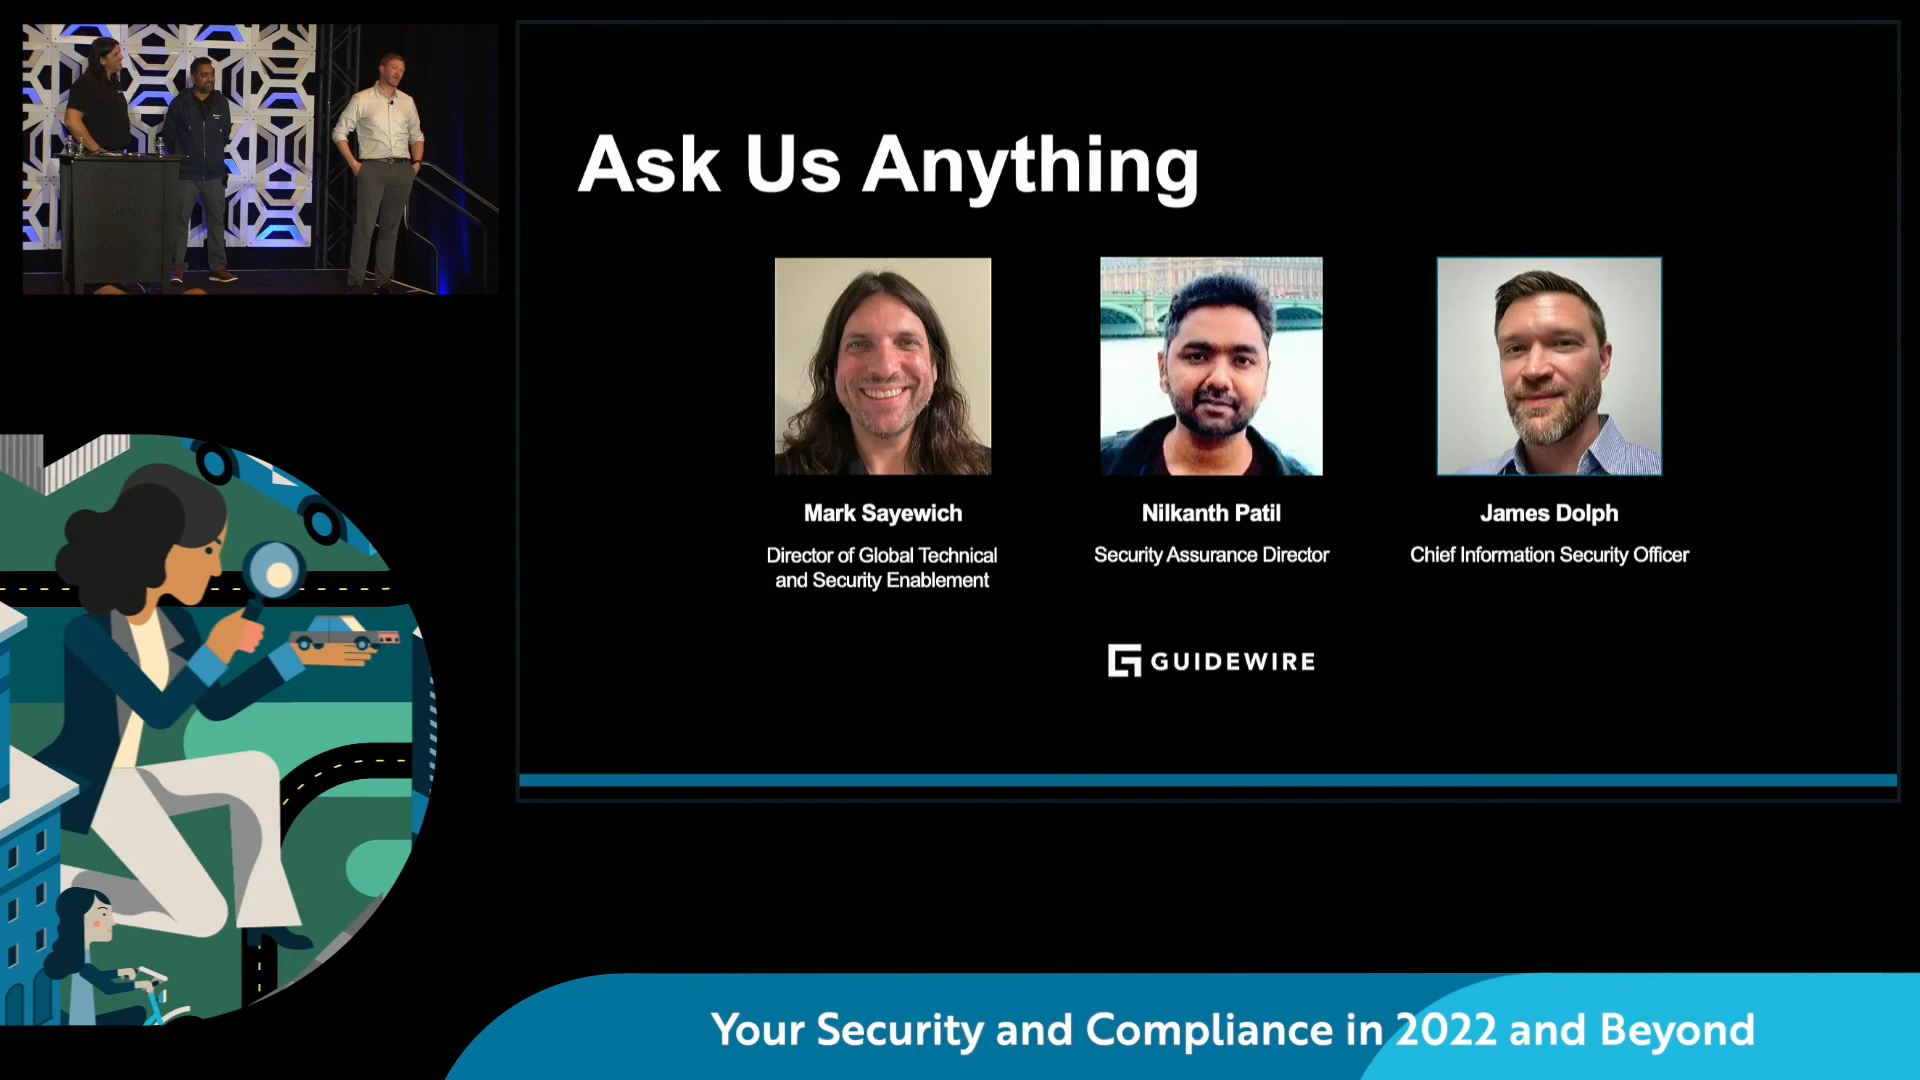 Ask Us Anything
Mark Sayewich
Director of Global Technical
and Security Enablement
Nilkanth Patil
Security Assurance Director
James Dolph
Chief Information Security Officer
GUIDEWIRE
Your Security and Compliance in 2022 and Beyond